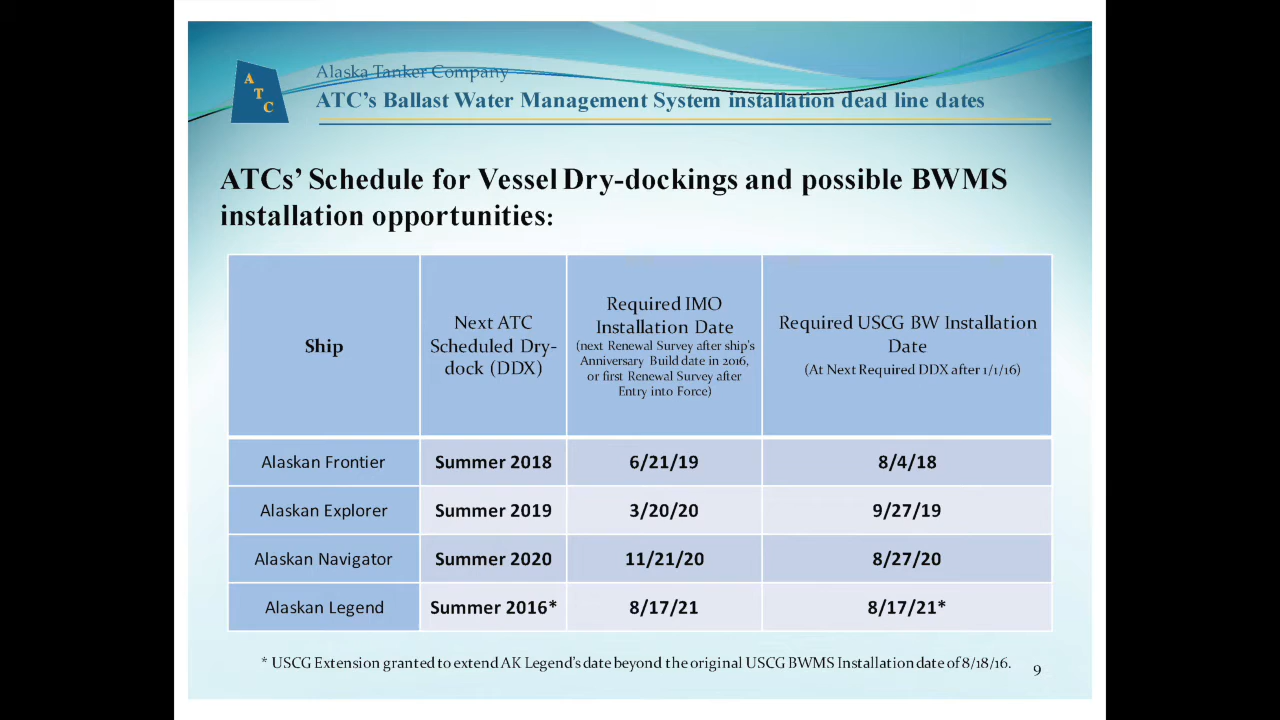 A
T
C
Alaska Tanker Company
ATC's Ballast Water Management System installation dead line dates
ATCs' Schedule for Vessel Dry-dockings and possible BWMS
installation opportunities:
Ship
Next ATC
Scheduled Dry-
dock (DDX)
Required IMO
Installation Date
(next Renewal Survey after ship's
Anniversary Build date in 2016,
or first Renewal Survey after
Entry into Force)
Required USCG BW Installation
Date
(At Next Required DDX after 1/1/16)
Alaskan Frontier Summer 2018 6/21/19 8/4/18
Alaskan Explorer Summer 2019 3/20/20 9/27/19
Alaskan Navigator Summer 2020 11/21/20 8/27/20
Alaskan Legend Summer 2016* 8/17/21 8/17/21*
* USCG Extension granted to extend AK Legend's date beyond the original USCG BWMS Installation date of 8/18/16.
9